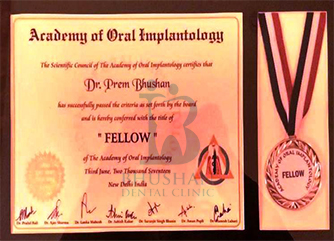 Academy of Oral Implantology
The Scientific Council of The Academy of Oral Implantology certifies that
Dr. Prem Bhushan
has successfully passed the criteria as set forth by the board
and is hereby conferred with the title of
" FELLOW "
of The Academy of Oral Implantology
Third June, Two Thousand Seventeen
New Delhi India
BHUSHAN
DENTAL CLINIC
FELLOW